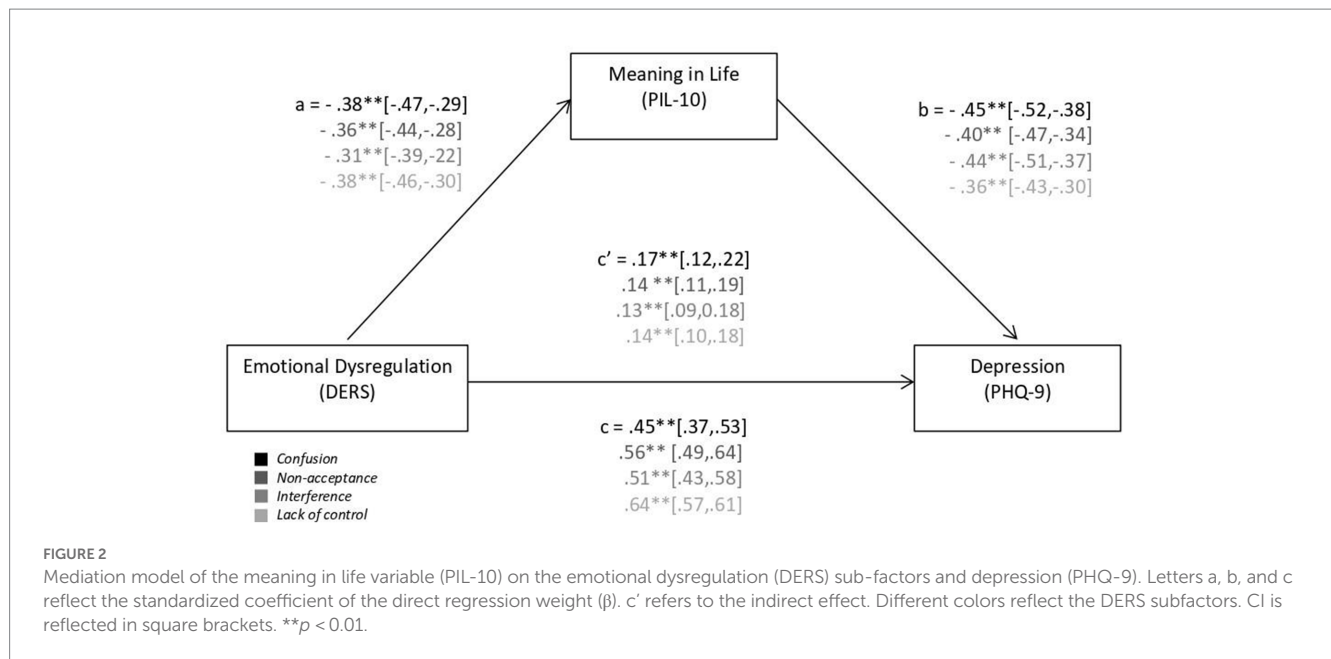 Meaning in Life
(PIL-10)
a = - .38**[-.47,-.29]
- .36**[-.44,-.28]
- .31**[-.39,-22]
- .38**[-.46,-.30]
b = - .45**[-.52,-.38]
- .40** [-.47,-.34]
- .44**[-.51,-.37]
- .36**[-.43,-.30]
c’ = .17**[.12,.22]
.14 **[.11,.19]
.13**[.09,0.18]
.14**[.10,.18]
Emotional Dysregulation
(DERS)
Depression
(PHQ-9)
c = .45**[.37,.53]
.56** [.49,.64]
.51**[.43,.58]
.64**[.57,.61]
Confusion
Non-acceptance
Interference
Lack of control
FIGURE 2
Mediation model of the meaning in life variable (PIL-10) on the emotional dysregulation (DERS) sub-factors and depression (PHQ-9). Letters a, b, and c
reflect the standardized coefficient of the direct regression weight (β). c’ refers to the indirect effect. Different colors reflect the DERS subfactors. CI is
reflected in square brackets. **p < 0.01.